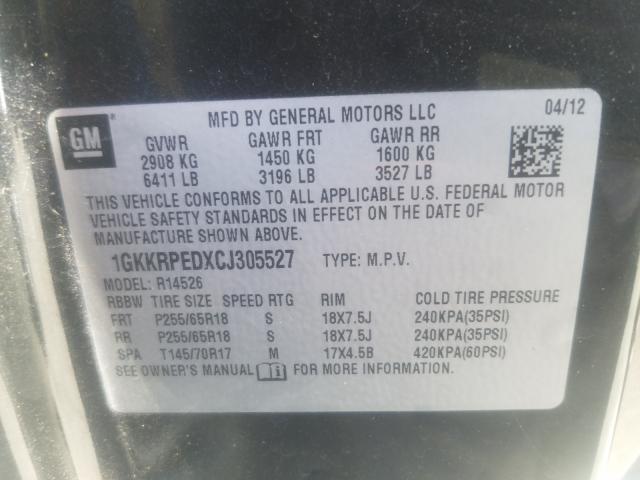 MFD BY GENERAL MOTORS LLC 04/12
GM
GVWR GAWR FRT GAWR RR
2908 KG 1450 KG 1600 KG
6411 LB 3196 LB 3527 LB
THIS VEHICLE CONFORMS TO ALL APPLICABLE U.S. FEDERAL MOTOR
VEHICLE SAFETY STANDARDS IN EFFECT ON THE DATE OF
MANUFACTURE SHOWN ABOVE.
1GKKRPEDXCJ305527 TYPE: M.P.V.
MODEL: R14526
RBBW TIRE SIZE SPEED RTG RIM COLD TIRE PRESSURE
FRT P255/65R18 S 18X7.5J 240KPA(35PSI)
RR P255/65R18 S 18X7.5J 240KPA(35PSI)
SPA T145/70R17 M 17X4.5B 420KPA(60PSI)
SEE OWNER'S MANUAL FOR MORE INFORMATION.